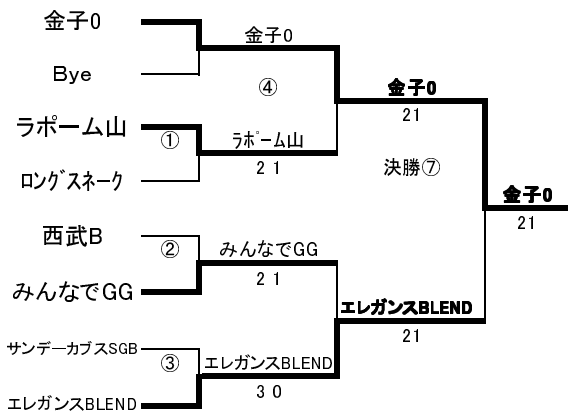 金子0
金子0
Bye
④
金子0
21
ラポーム山
①
ラポーム山
21
決勝⑦
ロングスネーク
金子0
21
西武B
②
みんなでGG
21
みんなでGG
エレガンスBLEND
21
サンデーカブスSGB
③
エレガンスBLEND
30
エレガンスBLEND